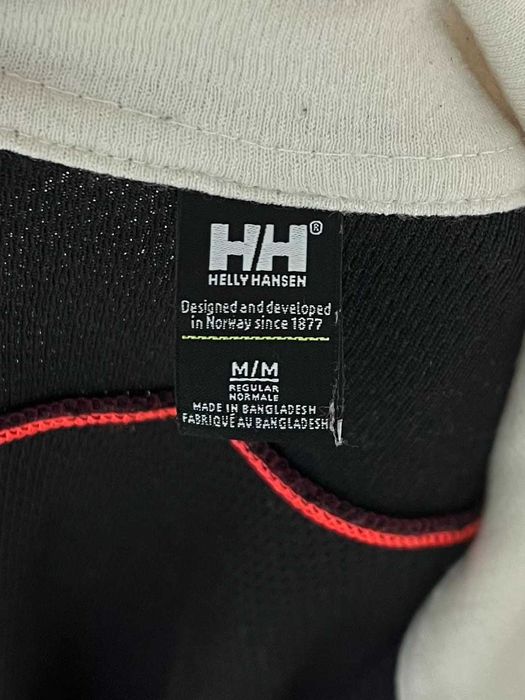 HH®
HELLY HANSEN
Designed and developed
in Norway since 1877
M/M
REGULAR
NORMALE
MADE IN BANGLADESH
FABRIQUÉ AU BANGLADESH